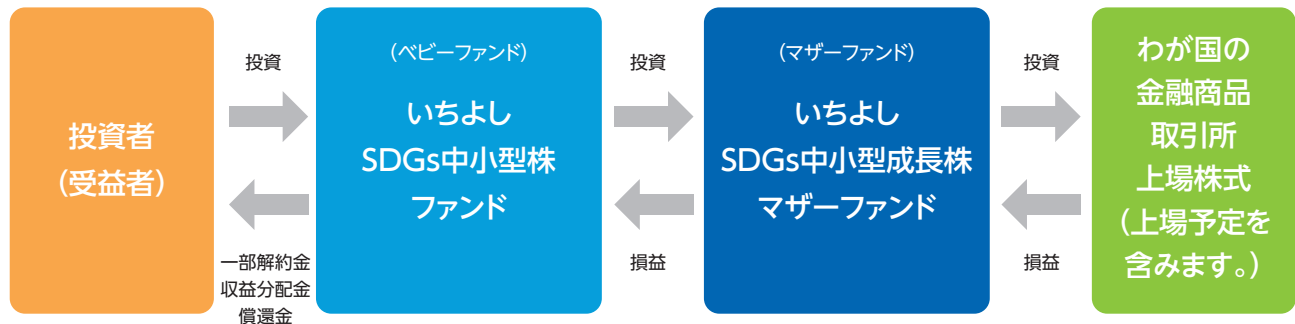 投資者
(受益者)
投資
一部解約金
収益分配金
償還金
(ベビーファンド)
いちよし
SDGs中小型株
ファンド
投資
損益
(マザーファンド)
いちよし
SDGs中小型成長株
マザーファンド
投資
損益
わが国の
金融商品
取引所
上場株式
(上場予定を
含みます。)